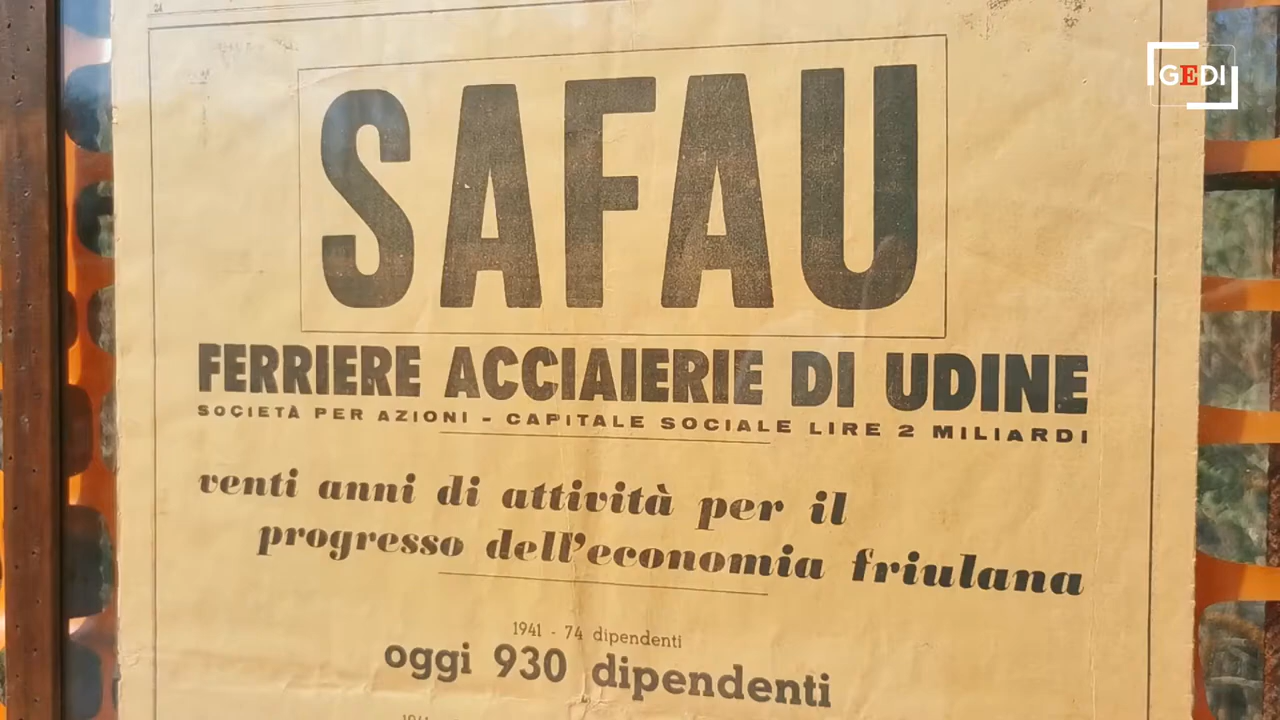 GEDI
SAFAU
FERRIERE ACCIAIERIE DI UDINE
SOCIETÀ PER AZIONI - CAPITALE SOCIALE LIRE 2 MILIARDI
venti anni di attività per il
progresso dell'economia friulana
1941 - 74 dipendenti
oggi 930 dipendenti